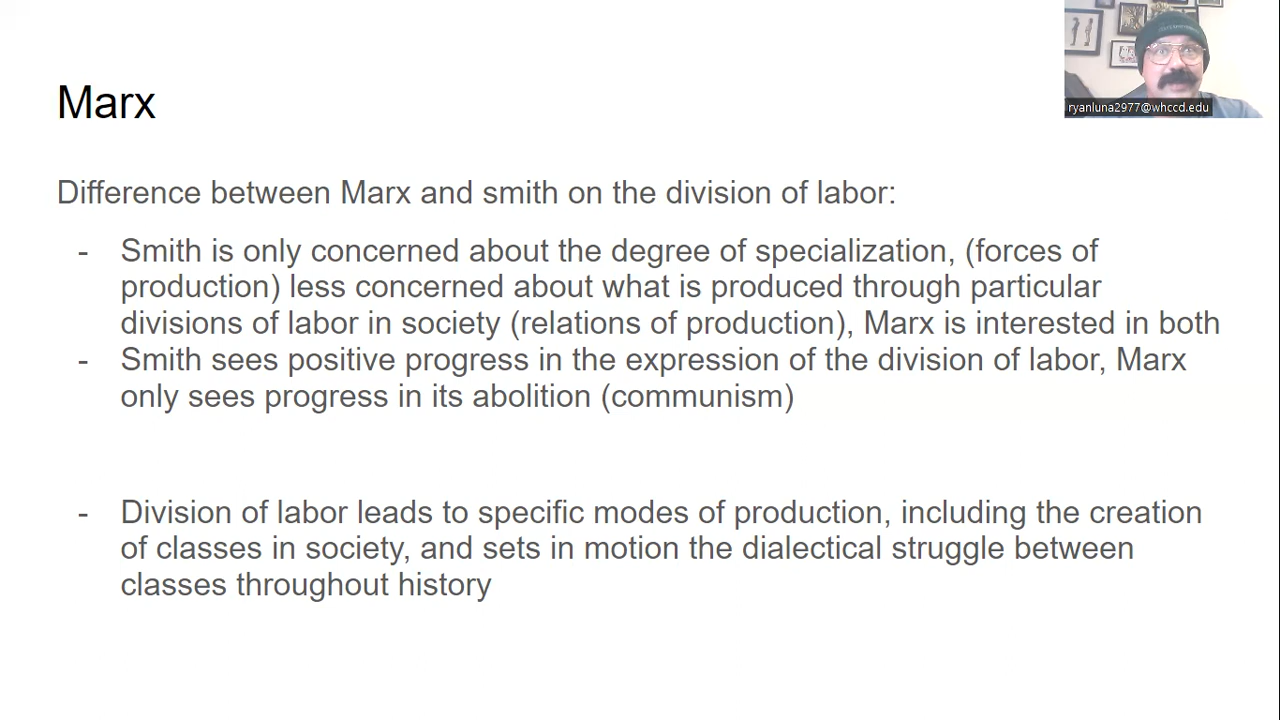 ryanluna2977@whccd.edu
Marx
Difference between Marx and smith on the division of labor:
- Smith is only concerned about the degree of specialization, (forces of
production) less concerned about what is produced through particular
divisions of labor in society (relations of production), Marx is interested in both
- Smith sees positive progress in the expression of the division of labor, Marx
only sees progress in its abolition (communism)
- Division of labor leads to specific modes of production, including the creation
of classes in society, and sets in motion the dialectical struggle between
classes throughout history